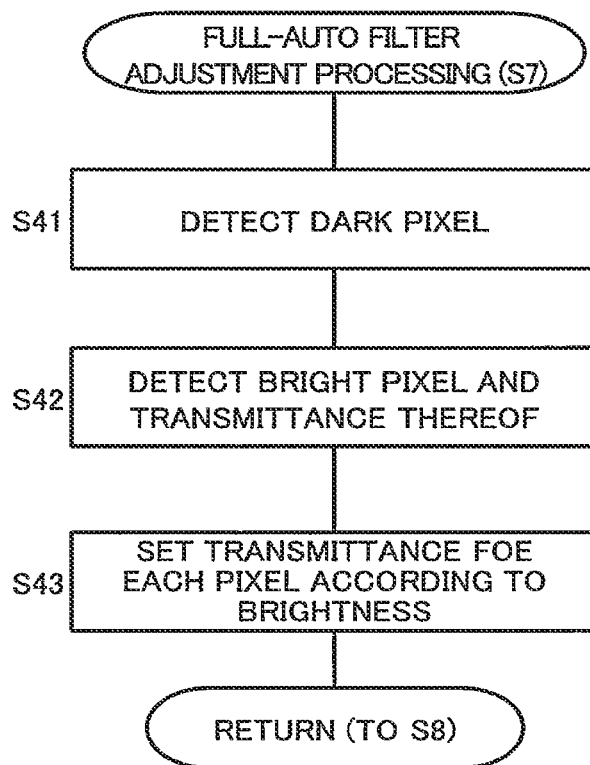 FULL-AUTO FILTER
ADJUSTMENT PROCESSING (S7)
S41
DETECT DARK PIXEL
S42
DETECT BRIGHT PIXEL AND
TRANSMITTANCE THEREOF
S43
SET TRANSMITTANCE FOE
EACH PIXEL ACCORDING TO
BRIGHTNESS
RETURN (TO S8)